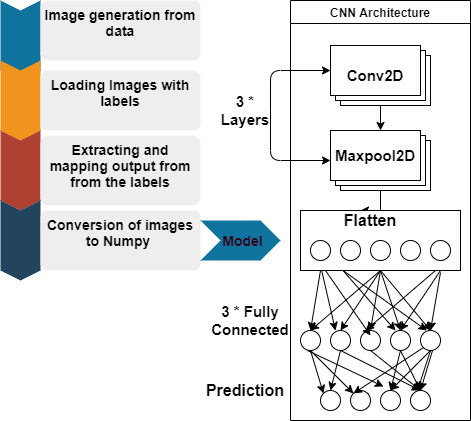 Image generation from
data
Loading Images with
labels
Extracting and
mapping output from
from the labels
Conversion of images
to Numpy
Model
CNN Architecture
Conv2D
3 *
Layers
Maxpool2D
Flatten
3 * Fully
Connected
Prediction